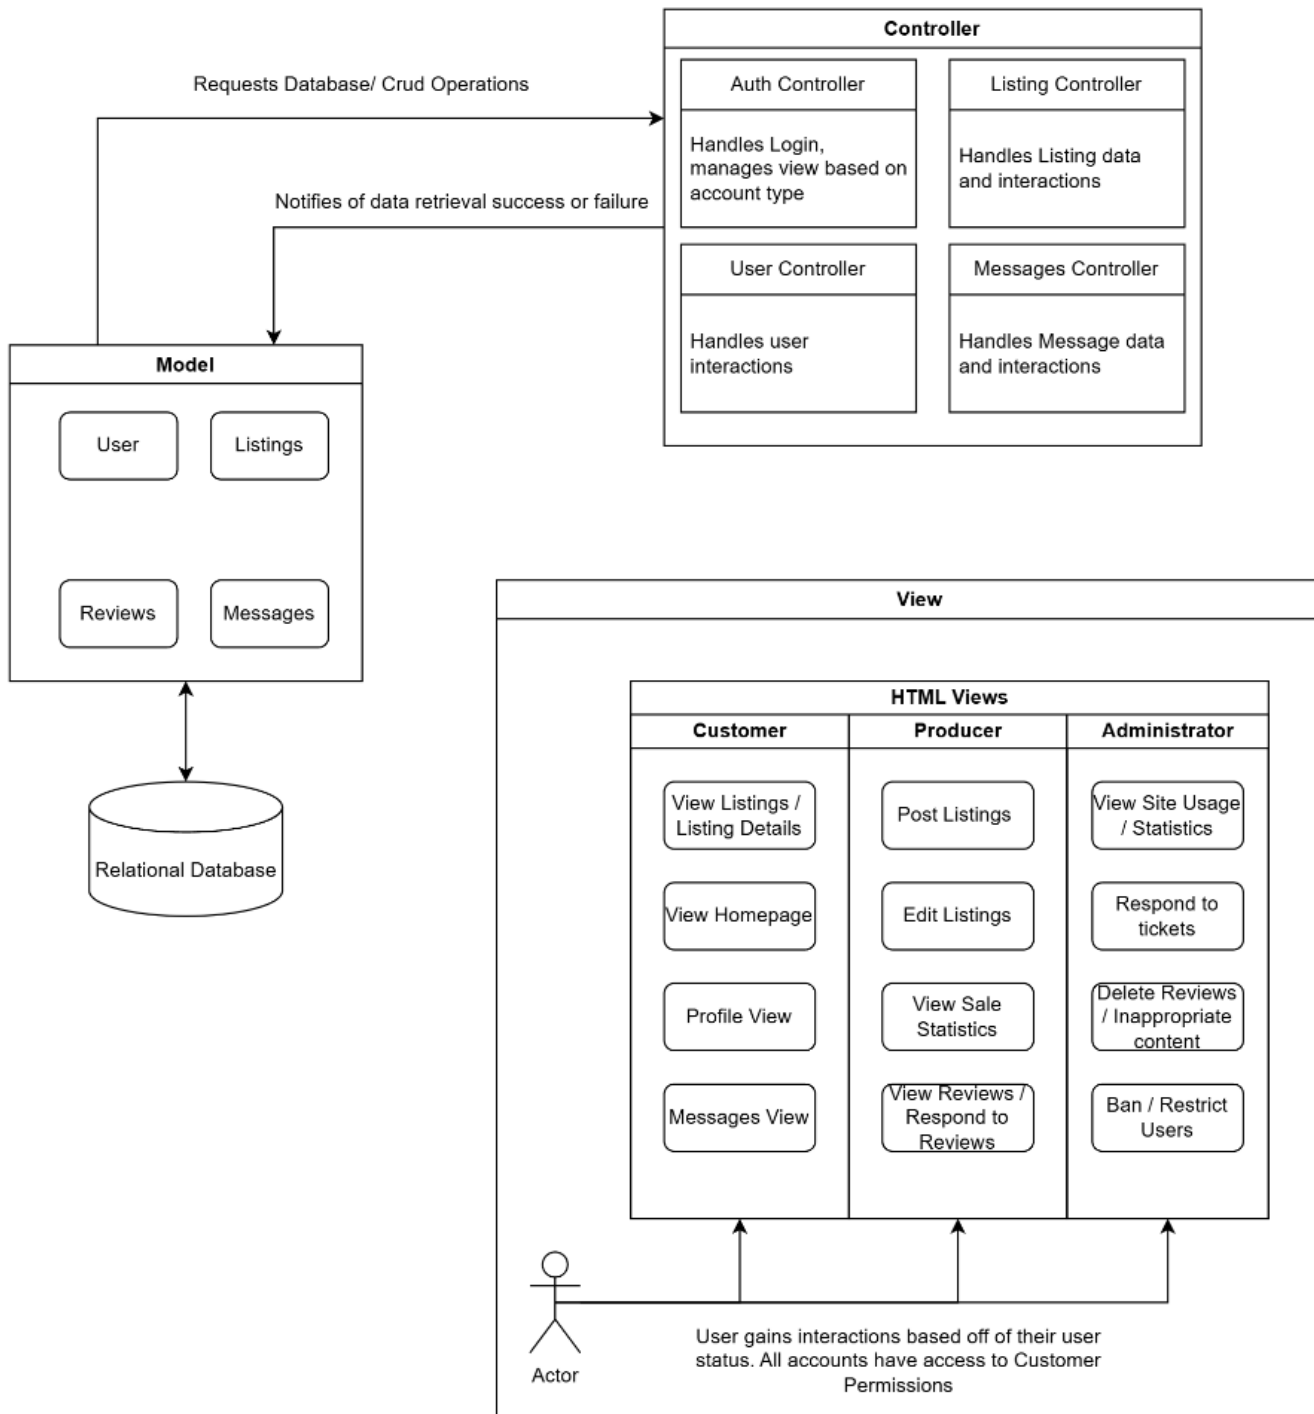 Controller
Requests Database/ Crud Operations
Auth Controller
Listing Controller
Handles Login,
manages view based on
account type
Handles Listing data
and interactions
Notifies of data retrieval success or failure
User Controller
Messages Controller
Handles user
interactions
Handles Message data
and interactions
Model
User
Listings
Reviews
Messages
Relational Database
View
HTML Views
Customer
Producer
Administrator
View Listings /
Listing Details
Post Listings
View Site Usage
/ Statistics
View Homepage
Edit Listings
Respond to
tickets
Profile View
View Sale
Statistics
Delete Reviews
/ Inappropriate
content
Messages View
View Reviews /
Respond to
Reviews
Ban / Restrict
Users
Actor
User gains interactions based off of their user
status. All accounts have access to Customer
Permissions